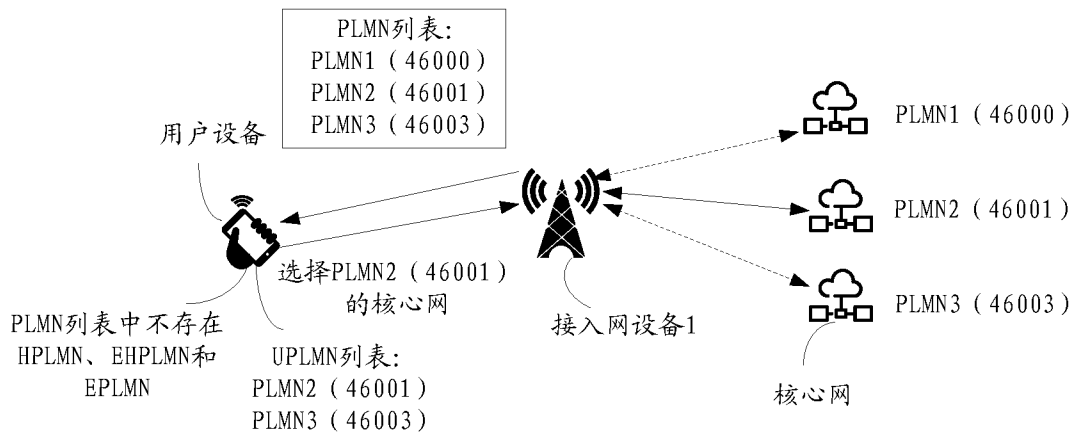 PLMN列表：
PLMN1（46000）
PLMN2（46001）
PLMN3（46003）
用户设备
选择PLMN2（46001）
的核心网
PLMN列表中不存在
HPLMN、EHPLMN和
EPLMN
UPLMN列表：
PLMN2（46001）
PLMN3（46003）
接入网设备1
PLMN1（46000）
PLMN2（46001）
PLMN3（46003）
核心网